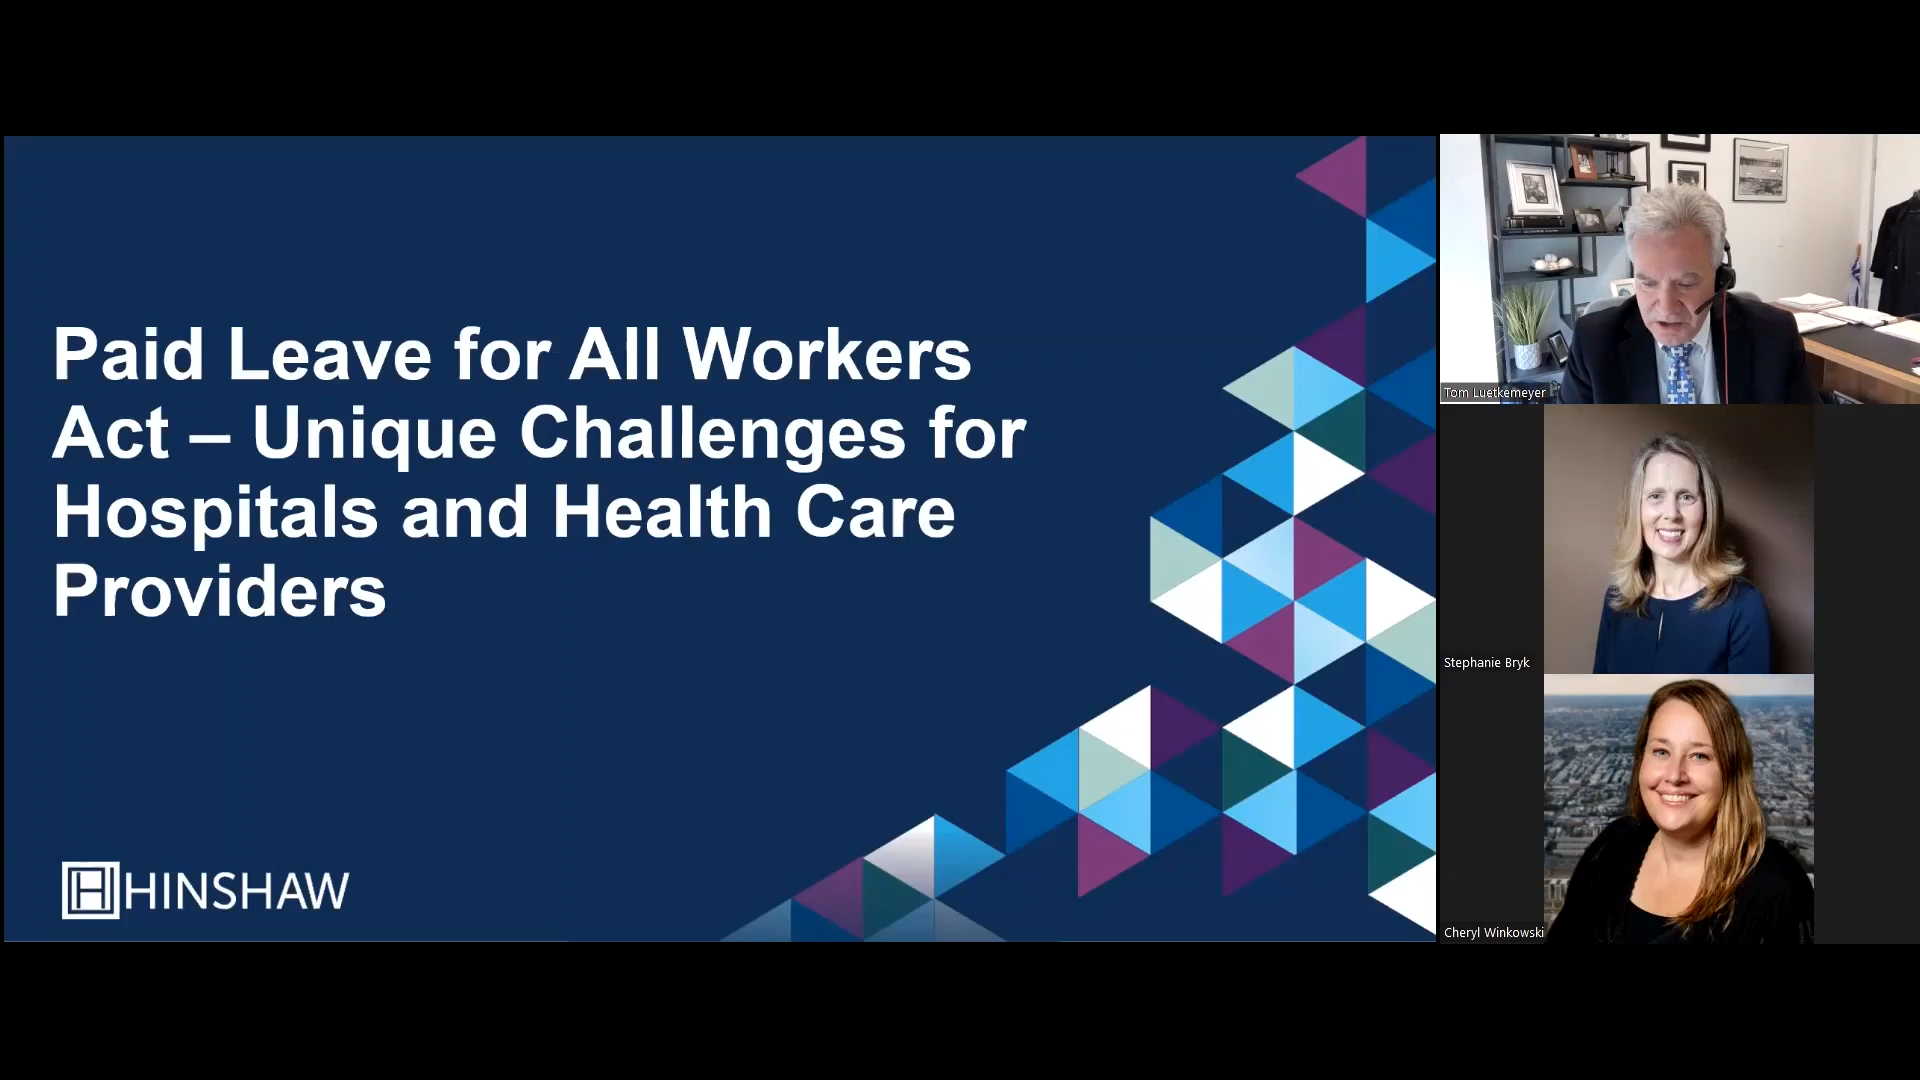 Paid Leave for All Workers
Act – Unique Challenges for
Hospitals and Health Care
Providers
HINSHAW
Tom Luetkemeyer
Stephanie Bryk
Cheryl Winkowski